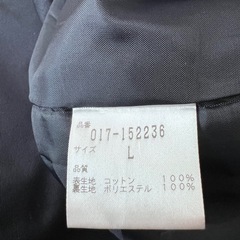 品番
017-152236
サイズ
L
品質
表生地 コットン 100%
裏生地 ポリエステル 100%